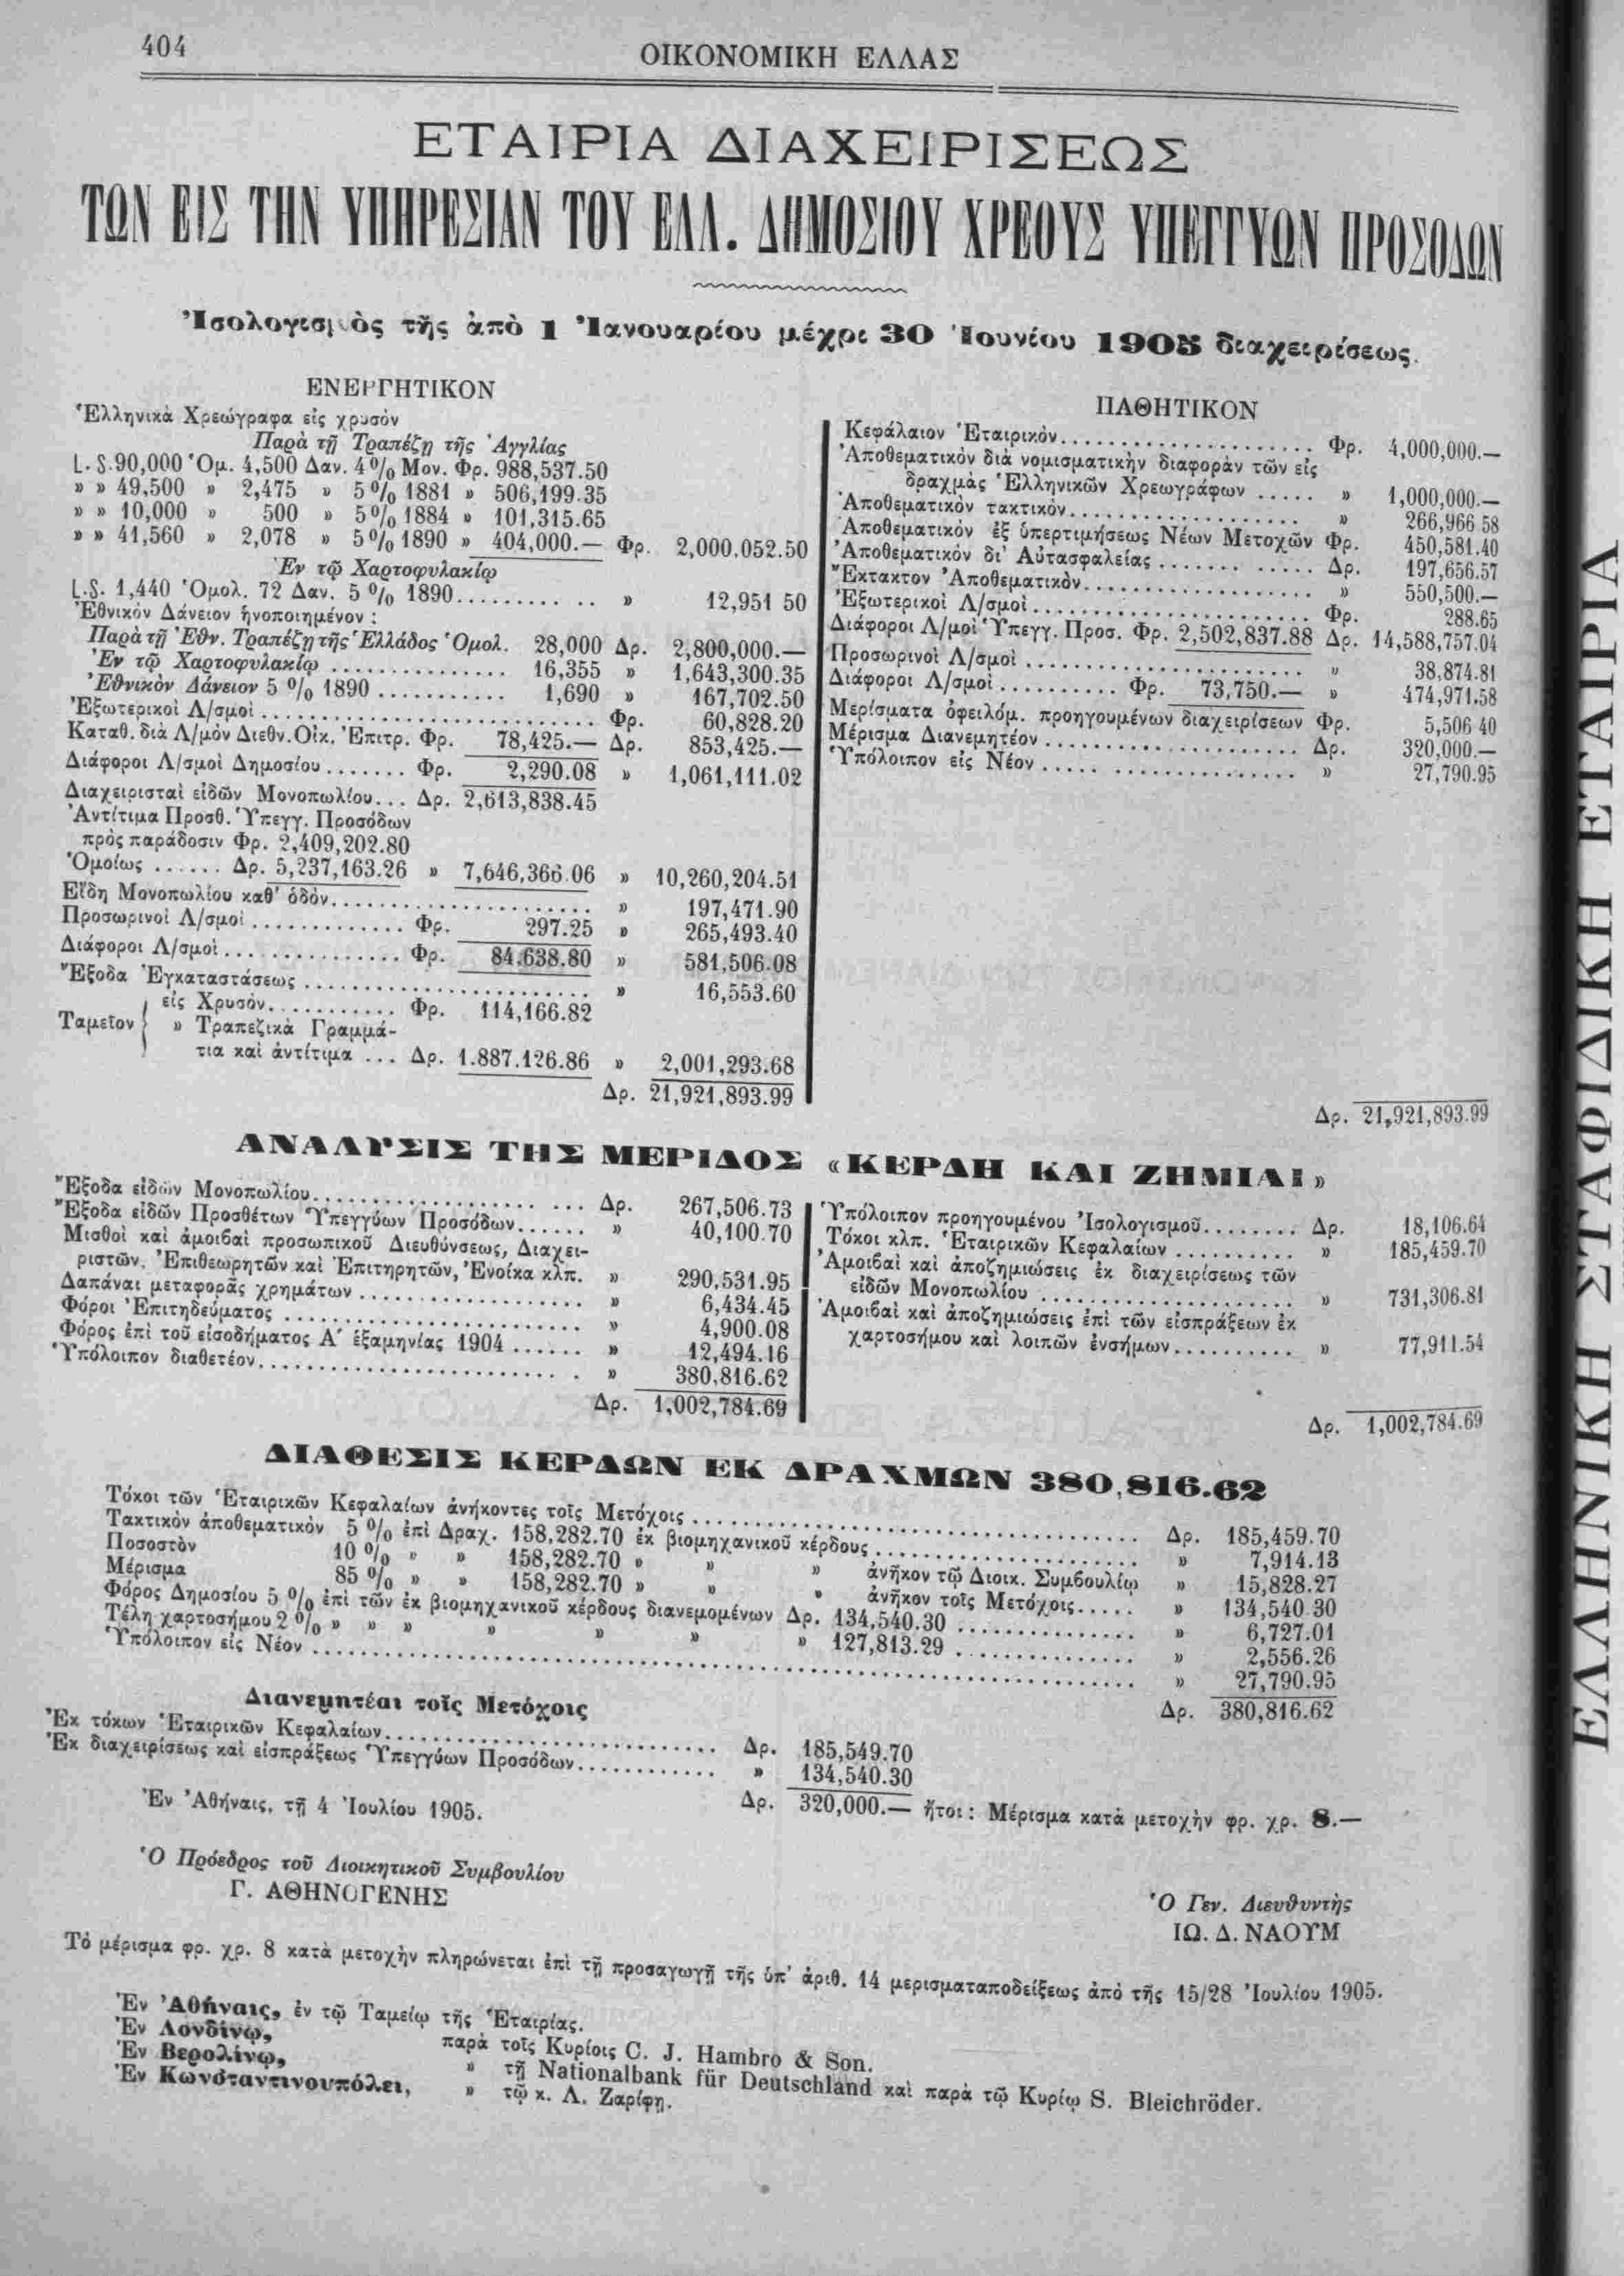 404
ΟΙΚΟΝΟΜΙΚΗ ΕΛΛΑΣ
ΕΤΑΙΡΙΑ ΔΙΑΧΕΙΡΙΣΕΩΣ
ΤΩΝ ΕΙΣ ΤΗΝ ΥΠΗΡΕΣΙΑΝ ΤΟΥ ΕΛΛ. ΔΗΜΟΣΙΟΥ ΧΡΕΟΥΣ ΥΠΕΓΓΥΩΝ ΠΡΟΣΟΔΩΝ
Ἰσολογισμὸς τῆς ἀπὸ 1 Ἰανουαρίου μέχρι 30 Ἰουνίου 1905 διαχειρίσεως.
ΕΝΕΡΓΗΤΙΚΟΝ
Ἑλληνικὰ Χρεώγραφα εἰς χρυσόν
Παρὰ τῇ Τραπέζῃ τῆς Ἀγγλίας
L.S.90,000 Ὁμ. 4,500 Δαν. 4 % Μον. Φρ. 988,537.50
» » 49,500 » 2,475 » 5 % 1881 » 506,199.35
» » 10,000 » 500 » 5 % 1884 » 101,315.65
» » 41,560 » 2,078 » 5 % 1890 » 404,000.— Φρ. 2,000,052.50
Ἐν τῷ Χαρτοφυλακίῳ
L.S. 1,440 Ὁμολ. 72 Δαν. 5 % 1890 ............ » 12,951 50
Ἐθνικὸν Δάνειον ἡνοποιημένον :
Παρὰ τῇ Ἐθν. Τραπέζῃ τῆς Ἑλλάδος Ὁμολ. 28,000 Δρ. 2,800,000.—
Ἐν τῷ Χαρτοφυλακίῳ ............ 16,355 » 1,643,300.35
Ἐθνικὸν Δάνειον 5 % 1890 ............ 1,690 » 167,702.50
Ἐξωτερικοὶ Λ/σμοὶ ............ Φρ. 60,828.20
Καταθ. διὰ Λ/μὸν Διεθν. Οἰκ. Ἐπιτρ. Φρ. 78,425.— Δρ. 853,425.—
Διάφοροι Λ/σμοὶ Δημοσίου ....... Φρ. 2,290.08 » 1,061,111.02
Διαχειρισταὶ εἰδῶν Μονοπωλίου... Δρ. 2,613,838.45
Ἀντίτιμα Προσθ. Ὑπεγγ. Προσόδων
πρὸς παράδοσιν Φρ. 2,409,202.80
Ὁμοίως ...... Δρ. 5,237,163.26 » 7,646,366.06 » 10,260,204.51
Εἴδη Μονοπωλίου καθ' ὁδὸν ............ » 197,471.90
Προσωρινοὶ Λ/σμοὶ ............ Φρ. 297.25 » 265,493.40
Διάφοροι Λ/σμοὶ ............ Φρ. 84,638.80 » 581,506.08
Ἔξοδα Ἐγκαταστάσεως ............ » 16,553.60
Ταμεῖον { εἰς Χρυσόν ............ Φρ. 114,166.82
» Τραπεζικὰ Γραμμά-
τια καὶ ἀντίτιμα ... Δρ. 1.887.126.86 » 2,001,293.68
Δρ. 21,921,893.99
ΠΑΘΗΤΙΚΟΝ
Κεφάλαιον Ἑταιρικὸν ............ Φρ. 4,000,000.—
Ἀποθεματικὸν διὰ νομισματικὴν διαφορὰν τῶν εἰς
δραχμὰς Ἑλληνικῶν Χρεωγράφων ..... » 1,000,000.—
Ἀποθεματικὸν τακτικὸν ............ » 266,966 58
Ἀποθεματικὸν ἐξ ὑπερτιμήσεως Νέων Μετοχῶν Φρ. 450,581.40
Ἀποθεματικὸν δι' Αὐτασφαλείας ............ Δρ. 197,656.57
Ἔκτακτον Ἀποθεματικὸν ............ » 550,500.—
Ἐξωτερικοὶ Λ/σμοὶ ............ Φρ. 288.65
Διάφοροι Λ/μοὶ Ὑπεγγ. Προσ. Φρ. 2,502,837.88 Δρ. 14,588,757.04
Προσωρινοὶ Λ/σμοὶ ............ » 38,874.81
Διάφοροι Λ/σμοὶ .......... Φρ. 73,750.— » 474,971.58
Μερίσματα ὀφειλόμ. προηγουμένων διαχειρίσεων Φρ. 5,506 40
Μέρισμα Διανεμητέον ............ Δρ. 320,000.—
Ὑπόλοιπον εἰς Νέον ............ » 27,790.95
Δρ. 21,921,893.99
ΑΝΑΛΥΣΙΣ ΤΗΣ ΜΕΡΙΔΟΣ «ΚΕΡΔΗ ΚΑΙ ΖΗΜΙΑΙ»
Ἔξοδα εἰδῶν Μονοπωλίου ............ Δρ. 267,506.73
Ἔξοδα εἰδῶν Προσθέτων Ὑπεγγύων Προσόδων...... » 40,100.70
Μισθοὶ καὶ ἀμοιβαὶ προσωπικοῦ Διευθύνσεως, Διαχει-
ριστῶν, Ἐπιθεωρητῶν καὶ Ἐπιτηρητῶν, Ἐνοίκα κλπ. » 290,531.95
Δαπάναι μεταφορᾶς χρημάτων ............ » 6,434.45
Φόροι Ἐπιτηδεύματος ............ » 4,900.08
Φόρος ἐπὶ τοῦ εἰσοδήματος Α' ἑξαμηνίας 1904 ...... » 12,494.16
Ὑπόλοιπον διαθετέον ............ » 380,816.62
Δρ. 1,002,784.69
Ὑπόλοιπον προηγουμένου Ἰσολογισμοῦ ........ Δρ. 18,106.64
Τόκοι κλπ. Ἑταιρικῶν Κεφαλαίων .......... » 185,459.70
Ἀμοιβαὶ καὶ ἀποζημιώσεις ἐκ διαχειρίσεως τῶν
εἰδῶν Μονοπωλίου ............ » 731,306.81
Ἀμοιβαὶ καὶ ἀποζημιώσεις ἐπὶ τῶν εἰσπράξεων ἐκ
χαρτοσήμου καὶ λοιπῶν ἐνσήμων .......... » 77,911.54
Δρ. 1,002,784.69
ΔΙΑΘΕΣΙΣ ΚΕΡΔΩΝ ΕΚ ΔΡΑΧΜΩΝ 380,816.62
Τόκοι τῶν Ἑταιρικῶν Κεφαλαίων ἀνήκοντες τοῖς Μετόχοις ............ Δρ. 185,459.70
Τακτικὸν ἀποθεματικὸν 5 % ἐπὶ Δραχ. 158,282.70 ἐκ βιομηχανικοῦ κέρδους ............ » 7,914.13
Ποσοστὸν 10 % » » 158,282.70 » » » ἀνῆκον τῷ Διοικ. Συμβουλίῳ » 15,828.27
Μέρισμα 85 % » » 158,282.70 » » » ἀνῆκον τοῖς Μετόχοις..... » 134,540 30
Φόρος Δημοσίου 5 % ἐπὶ τῶν ἐκ βιομηχανικοῦ κέρδους διανεμομένων Δρ. 134,540.30 ............ » 6,727.01
Τέλη χαρτοσήμου 2 % » » » » » » » 127,813.29 ............ » 2,556.26
Ὑπόλοιπον εἰς Νέον ............ » 27,790.95
Δρ. 380,816.62
Διανεμητέαι τοῖς Μετόχοις
Ἐκ τόκων Ἑταιρικῶν Κεφαλαίων ............ Δρ. 185,549.70
Ἐκ διαχειρίσεως καὶ εἰσπράξεως Ὑπεγγύων Προσόδων ............ » 134,540.30
Δρ. 320,000.— ἤτοι : Μέρισμα κατὰ μετοχὴν φρ. χρ. 8.—
Ἐν Ἀθήναις, τῇ 4 Ἰουλίου 1905.
Ὁ Πρόεδρος τοῦ Διοικητικοῦ Συμβουλίου
Γ. ΑΘΗΝΟΓΕΝΗΣ
Ὁ Γεν. Διευθυντὴς
ΙΩ. Δ. ΝΑΟΥΜ
Τὸ μέρισμα φρ. χρ. 8 κατὰ μετοχὴν πληρώνεται ἐπὶ τῇ προσαγωγῇ τῆς ὑπ' ἀριθ. 14 μερισματαποδείξεως ἀπὸ τῆς 15/28 Ἰουλίου 1905.
Ἐν Ἀθήναις, ἐν τῷ Ταμείῳ τῆς Ἑταιρίας.
Ἐν Λονδίνῳ, παρὰ τοῖς Κυρίοις C. J. Hambro & Son.
Ἐν Βερολίνῳ, » τῇ Nationalbank für Deutschland καὶ παρὰ τῷ Κυρίῳ S. Bleichröder.
Ἐν Κωνσταντινουπόλει, » τῷ κ. Λ. Ζαρίφῃ.
ΕΛΛΗΝΙΚΗ ΣΤΑΦΙΔΙΚΗ ΕΤΑΙΡΙΑ